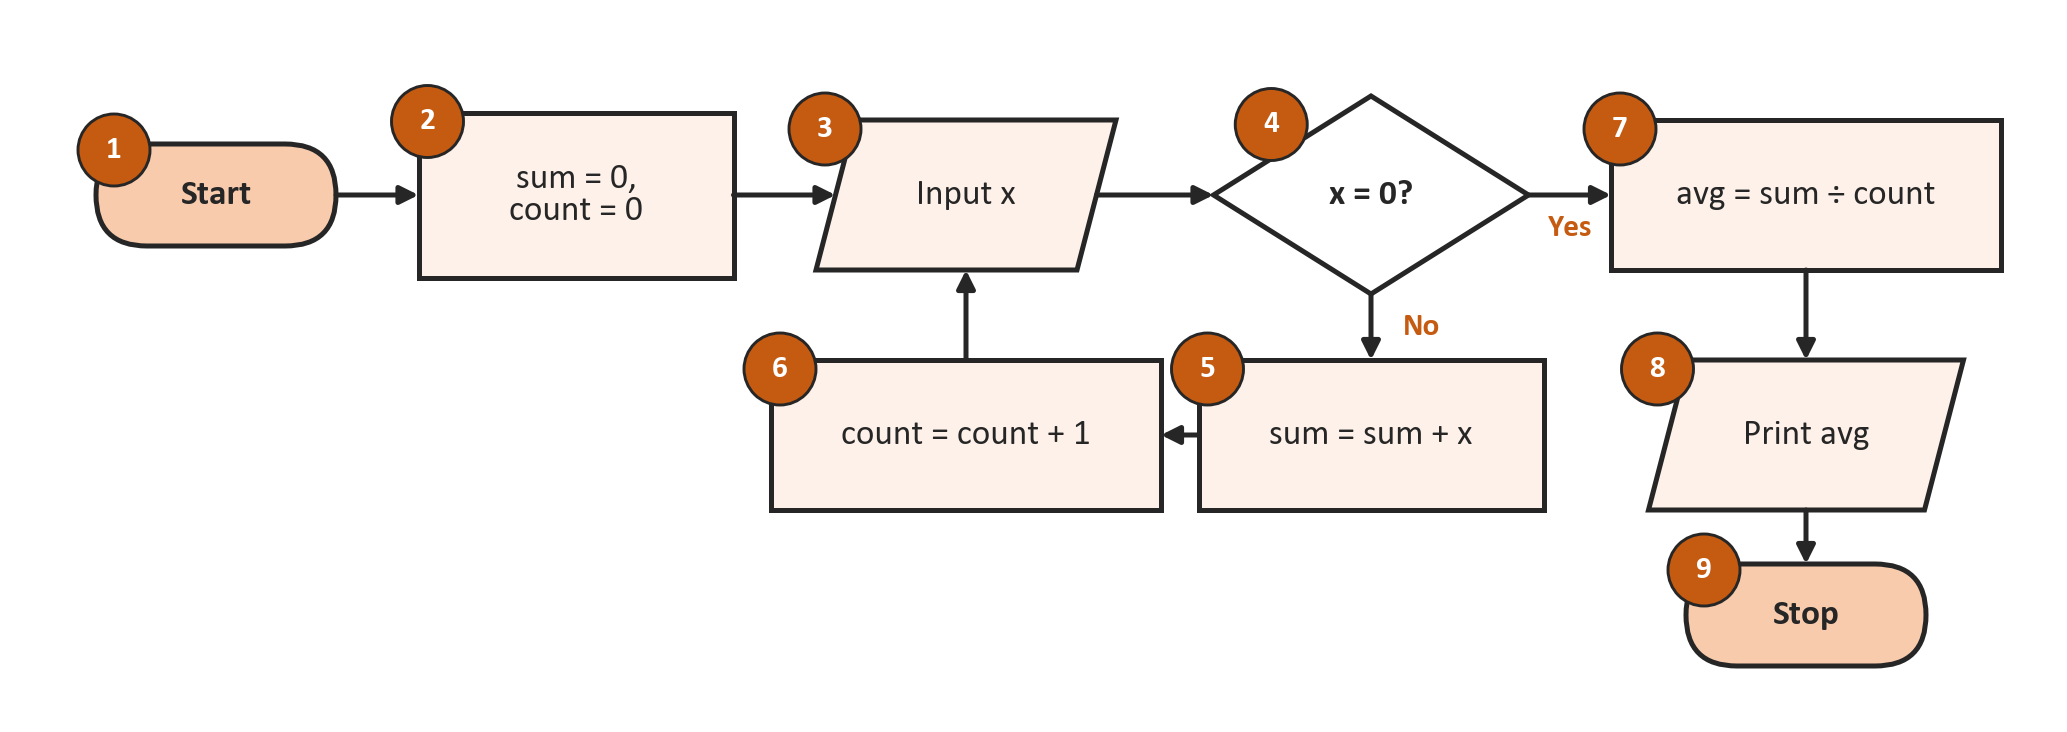 1
Start
2
sum = 0,
count = 0
3
Input x
4
x = 0?
Yes
No
7
avg = sum ÷ count
6
count = count + 1
5
sum = sum + x
8
Print avg
9
Stop